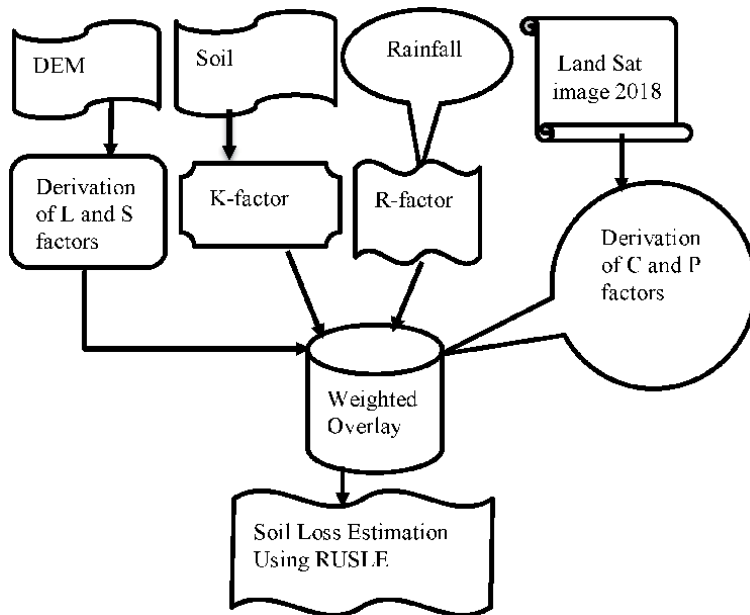 DEM
Soil
Rainfall
Land Sat
image 2018
Derivation
of L and S
factors
K-factor
R-factor
Derivation
of C and P
factors
Weighted
Overlay
Soil Loss Estimation
Using RUSLE